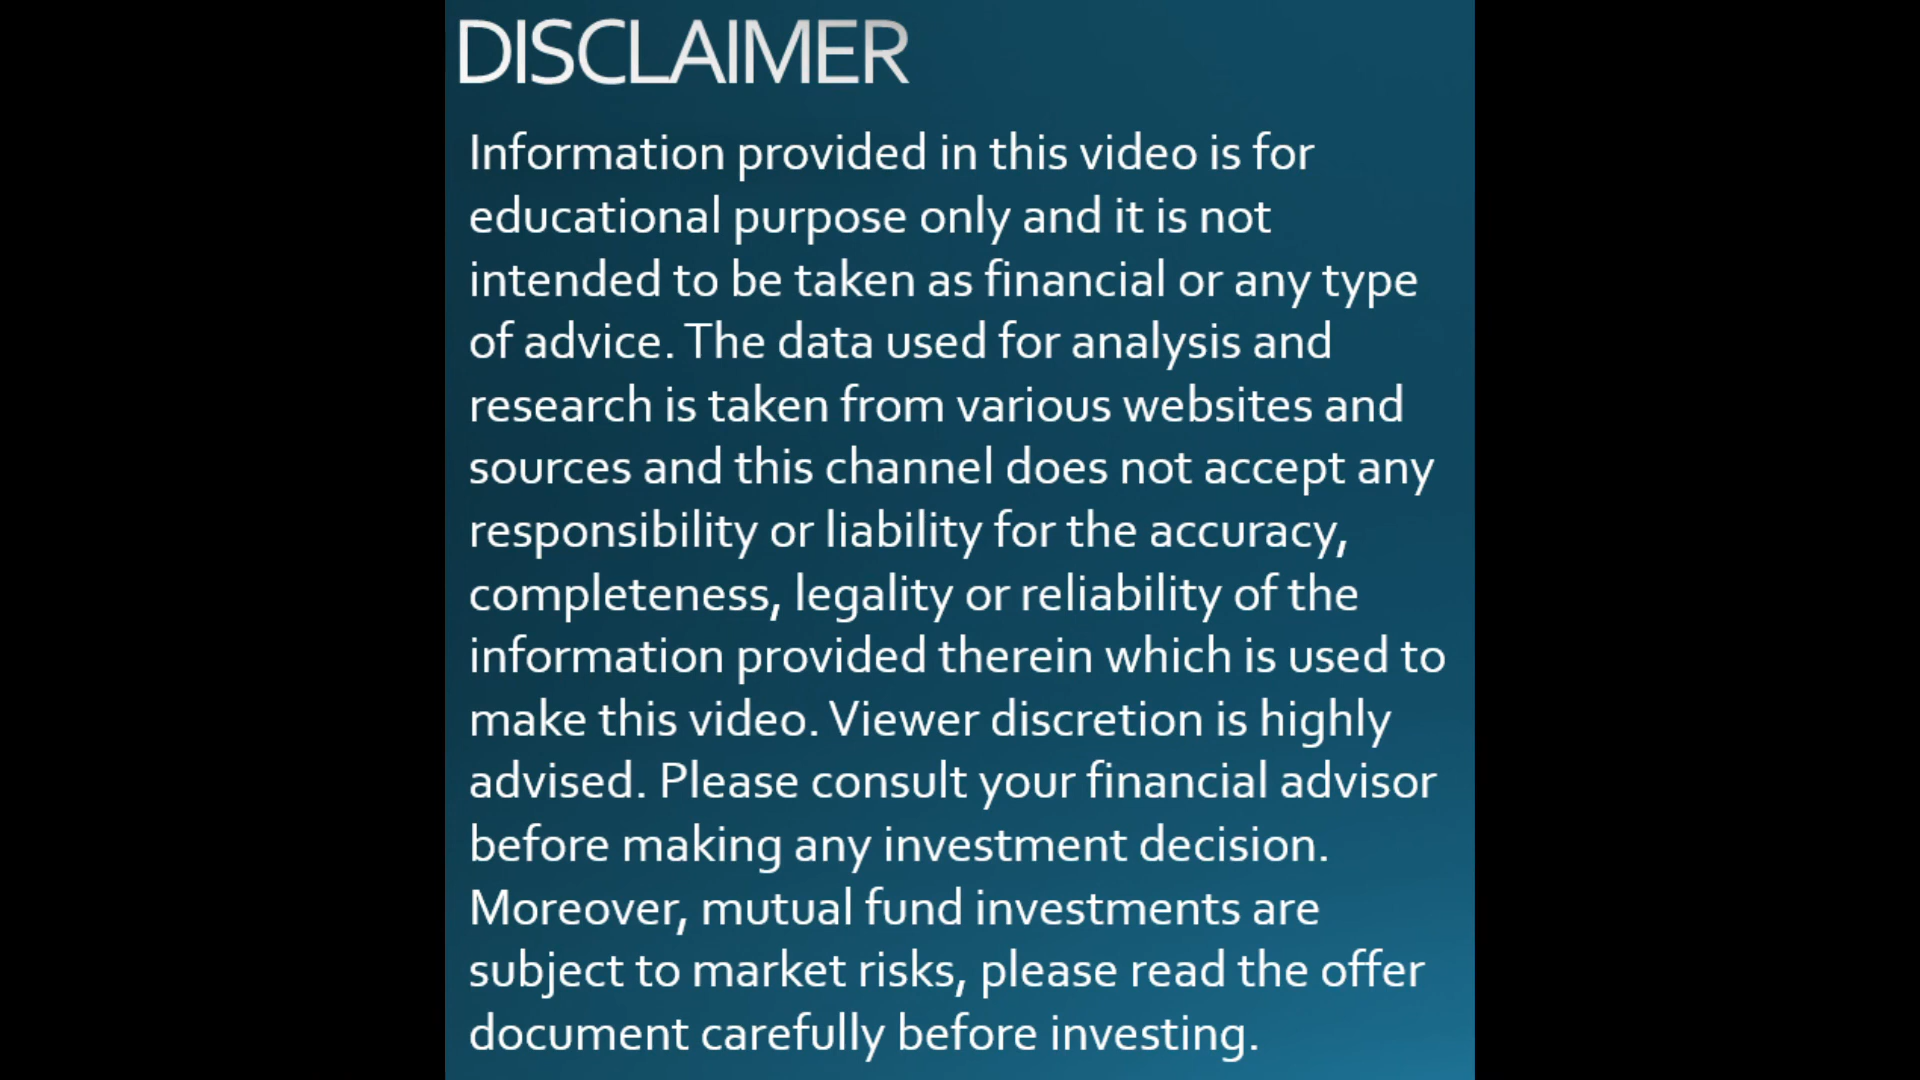 DISCLAIMER
Information provided in this video is for
educational purpose only and it is not
intended to be taken as financial or any type
of advice. The data used for analysis and
research is taken from various websites and
sources and this channel does not accept any
responsibility or liability for the accuracy,
completeness, legality or reliability of the
information provided therein which is used to
make this video. Viewer discretion is highly
advised. Please consult your financial advisor
before making any investment decision.
Moreover, mutual fund investments are
subject to market risks, please read the offer
document carefully before investing.